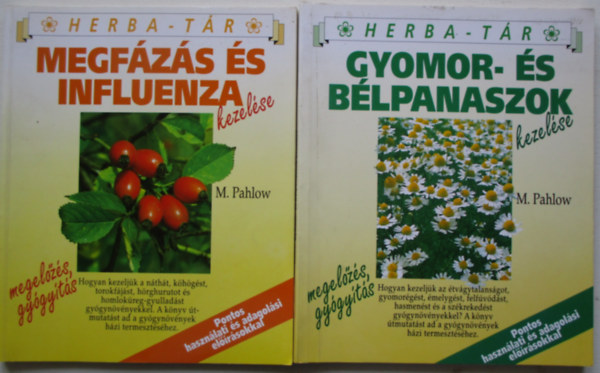 HERBA-TÁR
MEGFÁZÁS ÉS
INFLUENZA
kezelése
M. Pahlow
megelőzés,
gyógyítás
Hogyan kezeljük a náthát, köhögést,
torokfájást, hörghurutot és
homloküreg-gyulladást
gyógynövényekkel. A könyv út-
mutatást ad a gyógynövények
házi termesztéséhez.
Pontos
használati és adagolási
előírásokkal
HERBA-TÁR
GYOMOR- ÉS
BÉLPANASZOK
kezelése
M. Pahlow
megelőzés,
gyógyítás
Hogyan kezeljük az étvágytalanságot,
gyomorégést, émelygést, felfúvódást,
hasmenést és a székrekedést
gyógynövényekkel? A könyv
útmutatást ad a gyógynövények
házi termesztéséhez.
Pontos
használati és adagolási
előírásokkal